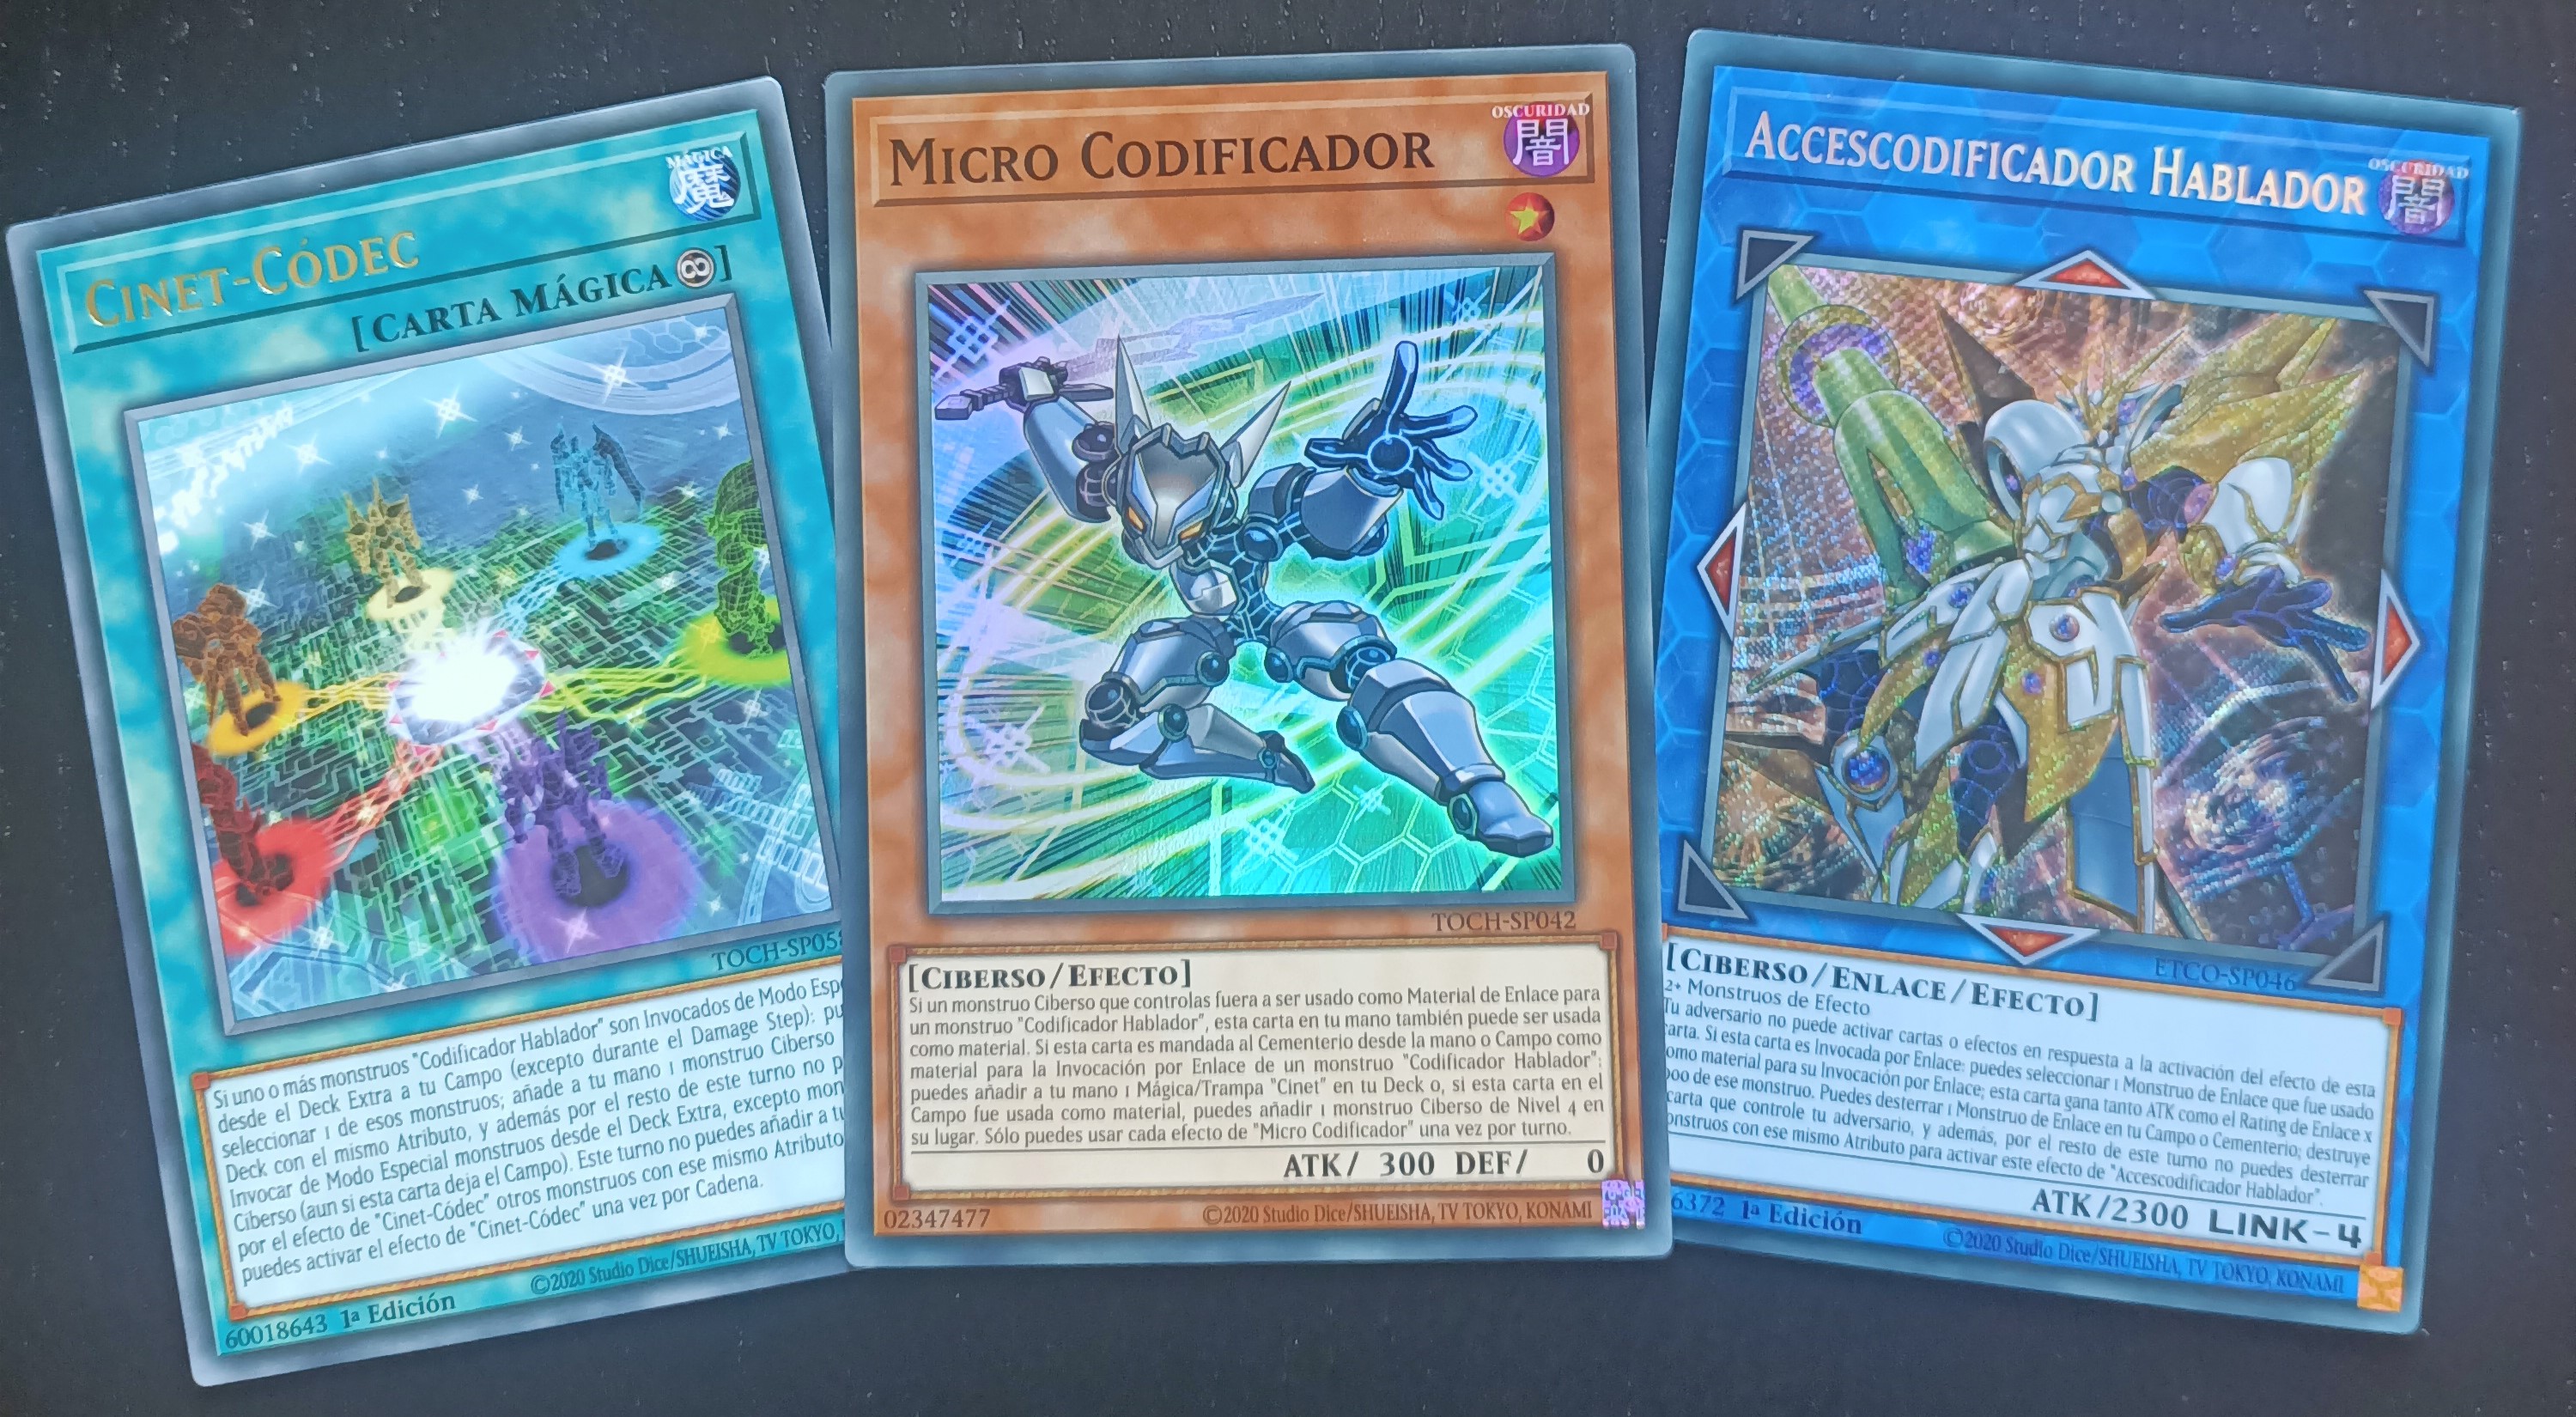 CINET-CÓDEC
MÁGICA
魔
[CARTA MÁGICA ]
TOCH-SP058
Si uno o más monstruos "Codificador Hablador" son Invocados de Modo Esp
desde el Deck Extra a tu Campo (excepto durante el Damage Step): pu
seleccionar 1 de esos monstruos; añade a tu mano 1 monstruo Ciberso
Deck con el mismo Atributo, y además por el resto de este turno no p
Invocar de Modo Especial monstruos desde el Deck Extra, excepto mon
Ciberso (aun si esta carta deja el Campo). Este turno no puedes añadir a tu
por el efecto de "Cinet-Códec" otros monstruos con ese mismo Atributo
puedes activar el efecto de "Cinet-Códec" una vez por Cadena.
60018643 1ª Edición
©2020 Studio Dice/SHUEISHA, TV TOKYO,
MICRO CODIFICADOR
OSCURIDAD
闇
TOCH-SP042
[CIBERSO/EFECTO]
Si un monstruo Ciberso que controlas fuera a ser usado como Material de Enlace para
un monstruo "Codificador Hablador", esta carta en tu mano también puede ser usada
como material. Si esta carta es mandada al Cementerio desde la mano o Campo como
material para la Invocación por Enlace de un monstruo "Codificador Hablador":
puedes añadir a tu mano 1 Mágica/Trampa "Cinet" en tu Deck o, si esta carta en el
Campo fue usada como material, puedes añadir 1 monstruo Ciberso de Nivel 4 en
su lugar. Sólo puedes usar cada efecto de "Micro Codificador" una vez por turno.
ATK/ 300 DEF/ 0
02347477
©2020 Studio Dice/SHUEISHA, TV TOKYO, KONAMI
ACCESCODIFICADOR HABLADOR
OSCURIDAD
闇
ETCO-SP046
[CIBERSO/ENLACE/EFECTO]
2+ Monstruos de Efecto
Tu adversario no puede activar cartas o efectos en respuesta a la activación del efecto de esta
carta. Si esta carta es Invocada por Enlace: puedes seleccionar 1 Monstruo de Enlace que fue usado
omo material para su Invocación por Enlace; esta carta gana tanto ATK como el Rating de Enlace x
000 de ese monstruo. Puedes desterrar 1 Monstruo de Enlace en tu Campo o Cementerio; destruye
carta que controle tu adversario, y además, por el resto de este turno no puedes desterrar
onstruos con ese mismo Atributo para activar este efecto de "Accescodificador Hablador".
ATK/2300 LINK-4
6372 1ª Edición
©2020 Studio Dice/SHUEISHA, TV TOKYO, KONAMI